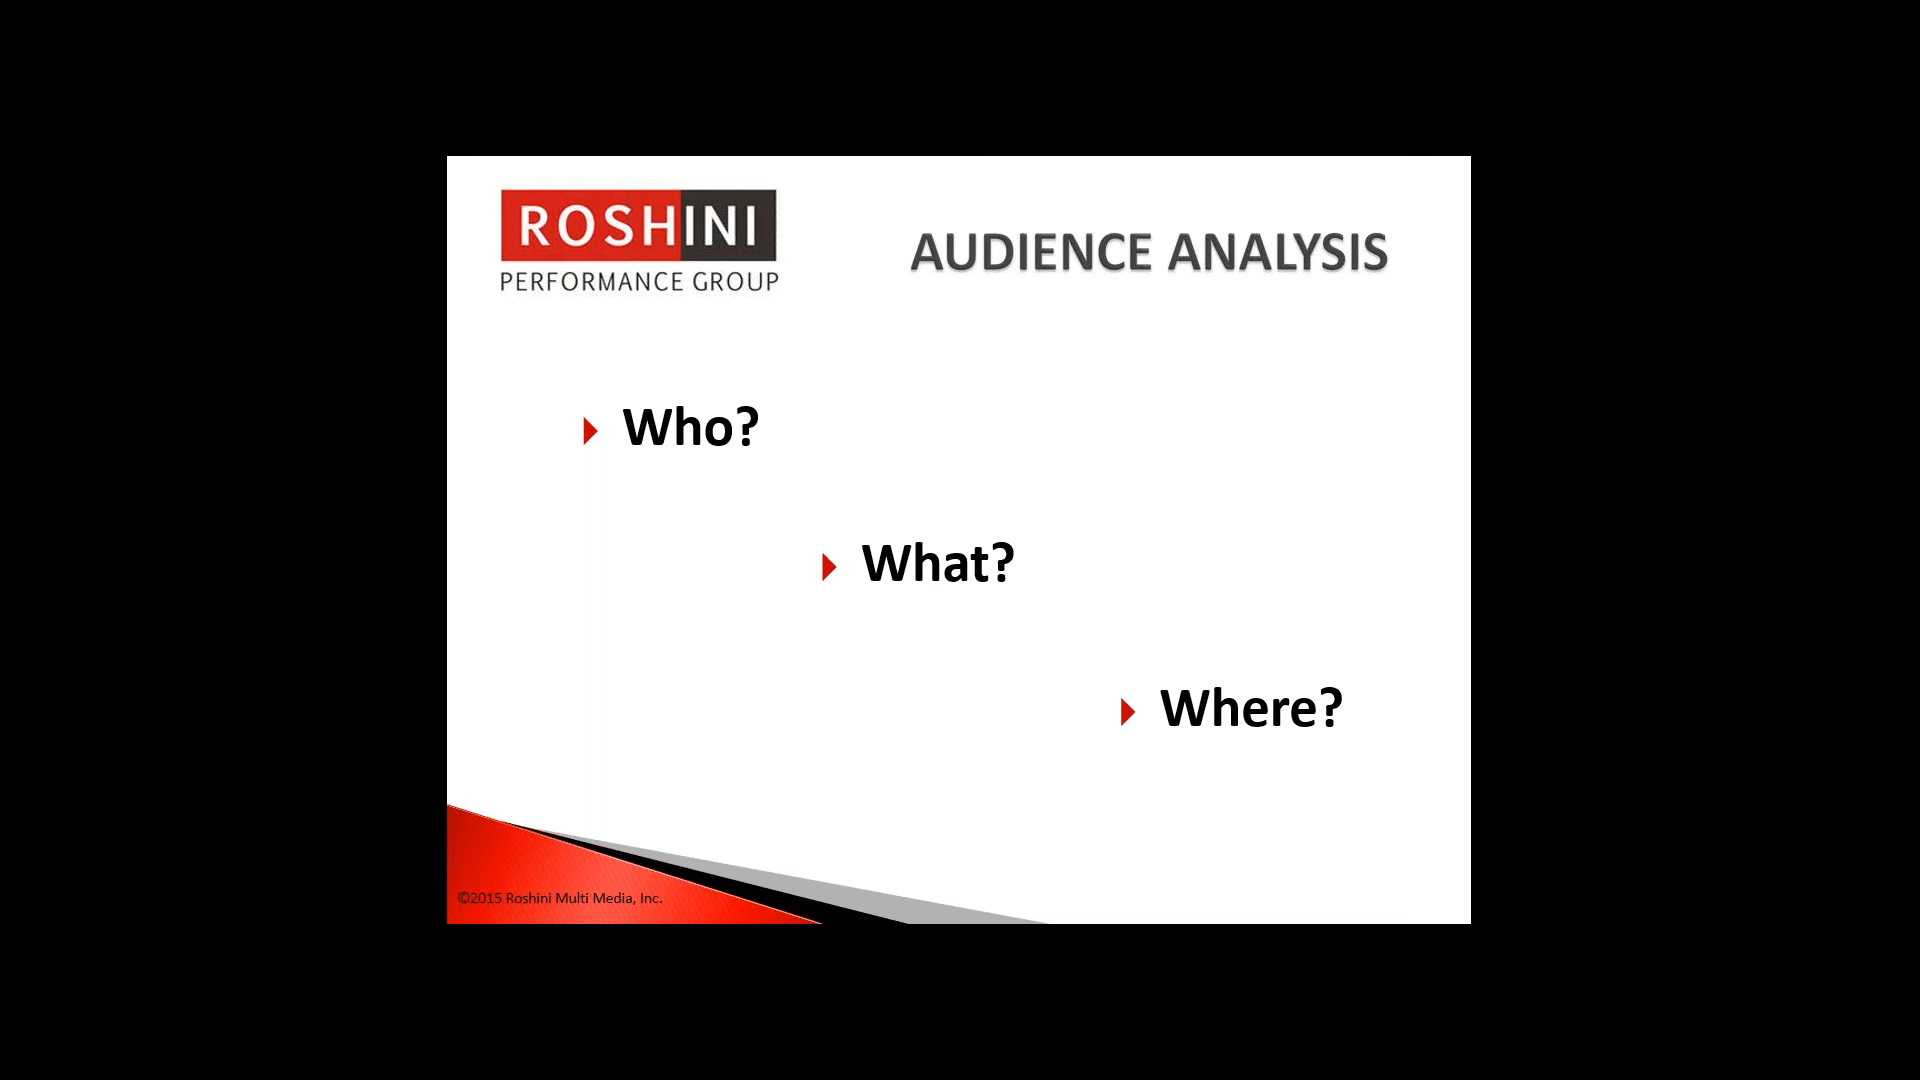 ROSHINI
PERFORMANCE GROUP
AUDIENCE ANALYSIS
Who?
What?
Where?
©2015 Roshini Multi Media, Inc.